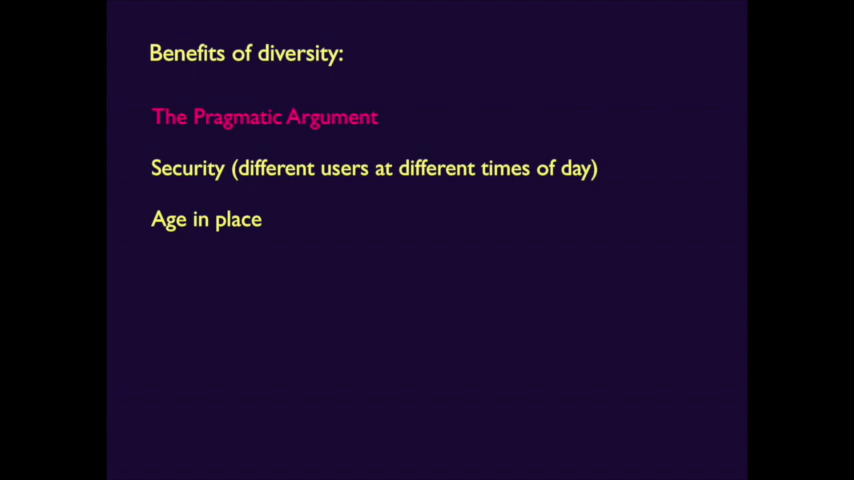 Benefits of diversity:
The Pragmatic Argument
Security (different users at different times of day)
Age in place